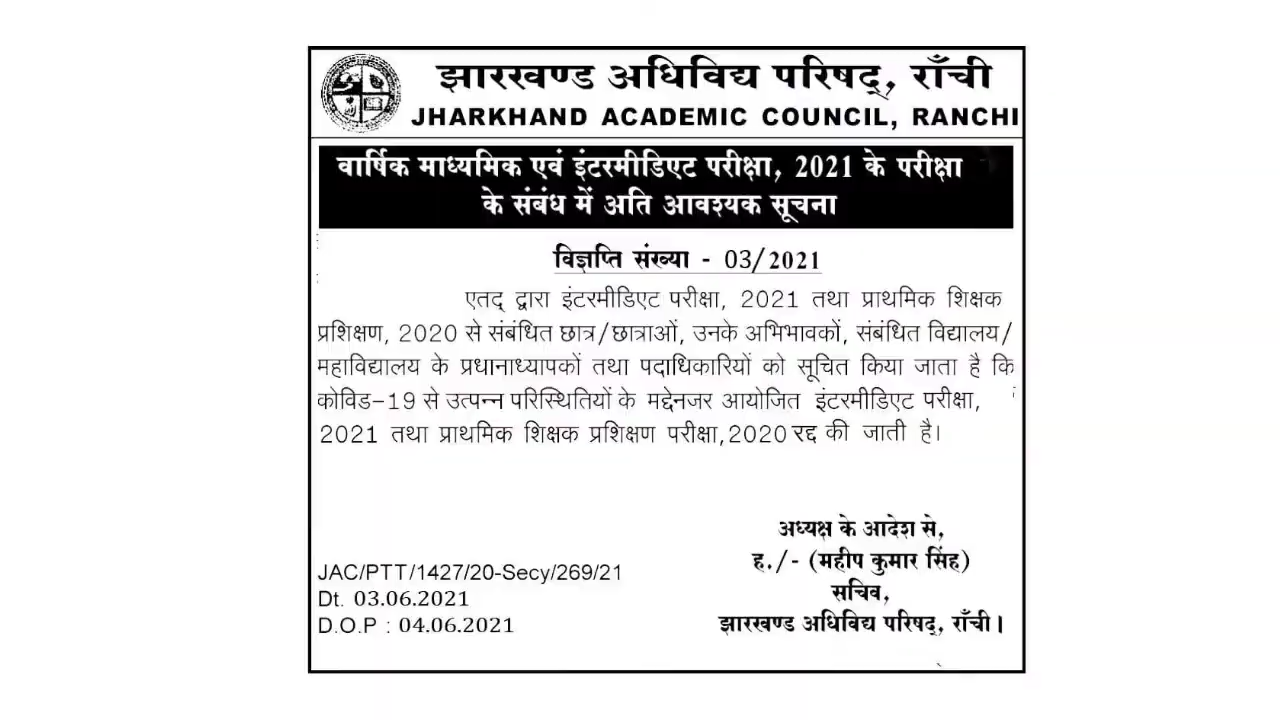 झारखण्ड अधिविद्य परिषद्, राँची
JHARKHAND ACADEMIC COUNCIL, RANCHI
वार्षिक माध्यमिक एवं इंटरमीडिएट परीक्षा, 2021 के परीक्षा
के संबंध में अति आवश्यक सूचना
विज्ञप्ति संख्या - 03/2021
एतद् द्वारा इंटरमीडिएट परीक्षा, 2021 तथा प्राथमिक शिक्षक
प्रशिक्षण, 2020 से संबंधित छात्र/छात्राओं, उनके अभिभावकों, संबंधित विद्यालय/
महाविद्यालय के प्रधानाध्यापकों तथा पदाधिकारियों को सूचित किया जाता है कि
कोविड-19 से उत्पन्न परिस्थितियों के मद्देनजर आयोजित इंटरमीडिएट परीक्षा,
2021 तथा प्राथमिक शिक्षक प्रशिक्षण परीक्षा,2020 रद्द की जाती है।
अध्यक्ष के आदेश से,
ह./- (महीप कुमार सिंह)
सचिव,
झारखण्ड अधिविद्य परिषद्, राँची।
JAC/PTT/1427/20-Secy/269/21
Dt. 03.06.2021
D.O.P : 04.06.2021